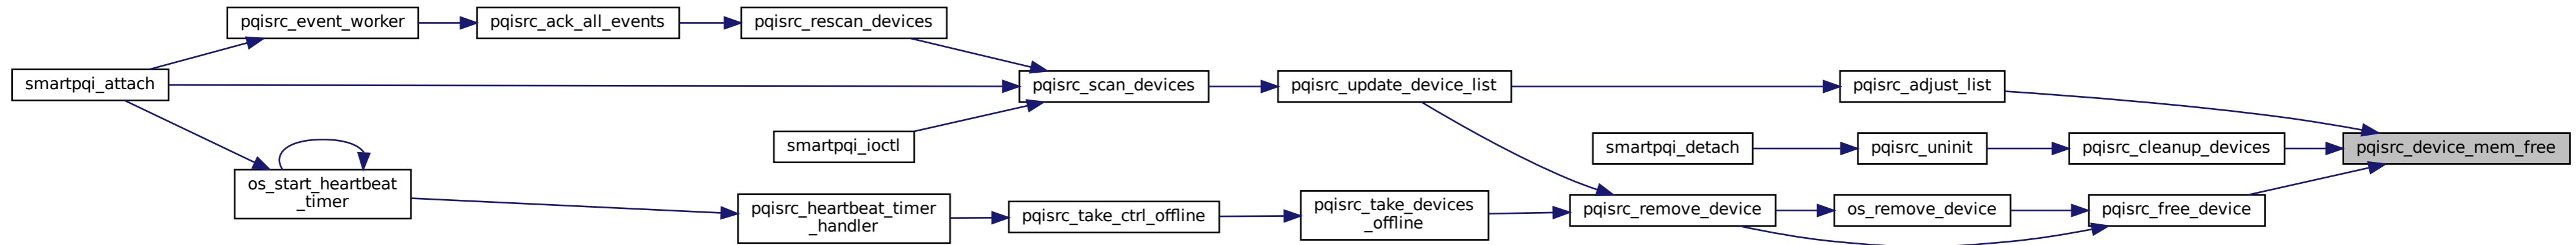 pqisrc_event_worker
pqisrc_ack_all_events
pqisrc_rescan_devices
smartpqi_attach
pqisrc_scan_devices
pqisrc_update_device_list
pqisrc_adjust_list
smartpqi_ioctl
smartpqi_detach
pqisrc_uninit
pqisrc_cleanup_devices
pqisrc_device_mem_free
os_start_heartbeat
_timer
pqisrc_heartbeat_timer
_handler
pqisrc_take_ctrl_offline
pqisrc_take_devices
_offline
pqisrc_remove_device
os_remove_device
pqisrc_free_device